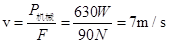 v = P机械/F = 630W/90N = 7m / s